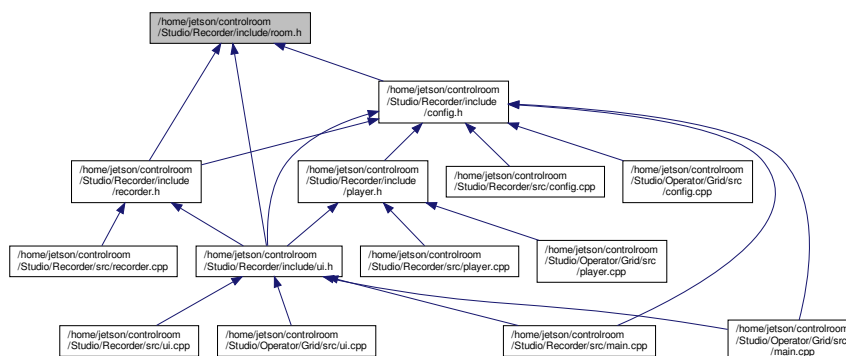 /home/jetson/controlroom
/Studio/Recorder/include/room.h
/home/jetson/controlroom
/Studio/Recorder/include
/config.h
/home/jetson/controlroom
/Studio/Recorder/include
/recorder.h
/home/jetson/controlroom
/Studio/Recorder/include
/player.h
/home/jetson/controlroom
/Studio/Recorder/src/config.cpp
/home/jetson/controlroom
/Studio/Operator/Grid/src
/config.cpp
/home/jetson/controlroom
/Studio/Recorder/src/recorder.cpp
/home/jetson/controlroom
/Studio/Recorder/include/ui.h
/home/jetson/controlroom
/Studio/Recorder/src/player.cpp
/home/jetson/controlroom
/Studio/Operator/Grid/src
/player.cpp
/home/jetson/controlroom
/Studio/Recorder/src/ui.cpp
/home/jetson/controlroom
/Studio/Operator/Grid/src/ui.cpp
/home/jetson/controlroom
/Studio/Recorder/src/main.cpp
/home/jetson/controlroom
/Studio/Operator/Grid/src
/main.cpp